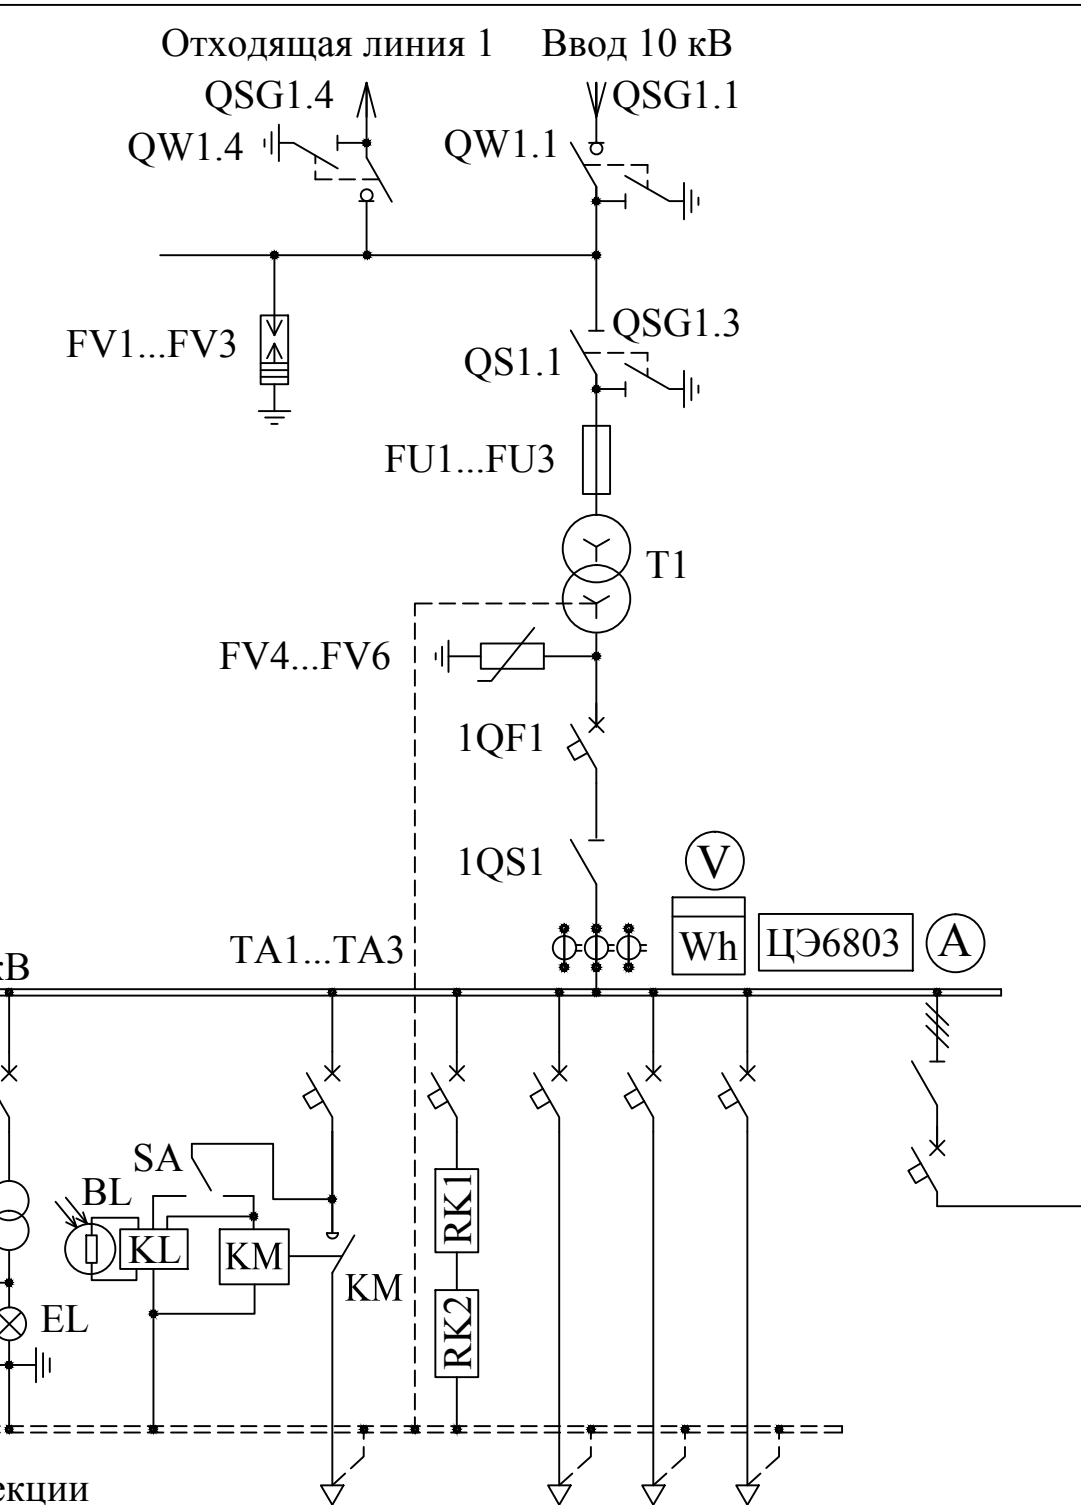 Отходящая линия 1
Ввод 10 кВ
QSG1.4
QSG1.1
QW1.4
QW1.1
QSG1.3
FV1...FV3
QS1.1
FU1...FU3
T1
FV4...FV6
1QF1
1QS1
V
TA1...TA3
Wh
ЦЭ6803
A
кВ
SA
BL
KL
KM
RK1
KM
EL
RK2
екции